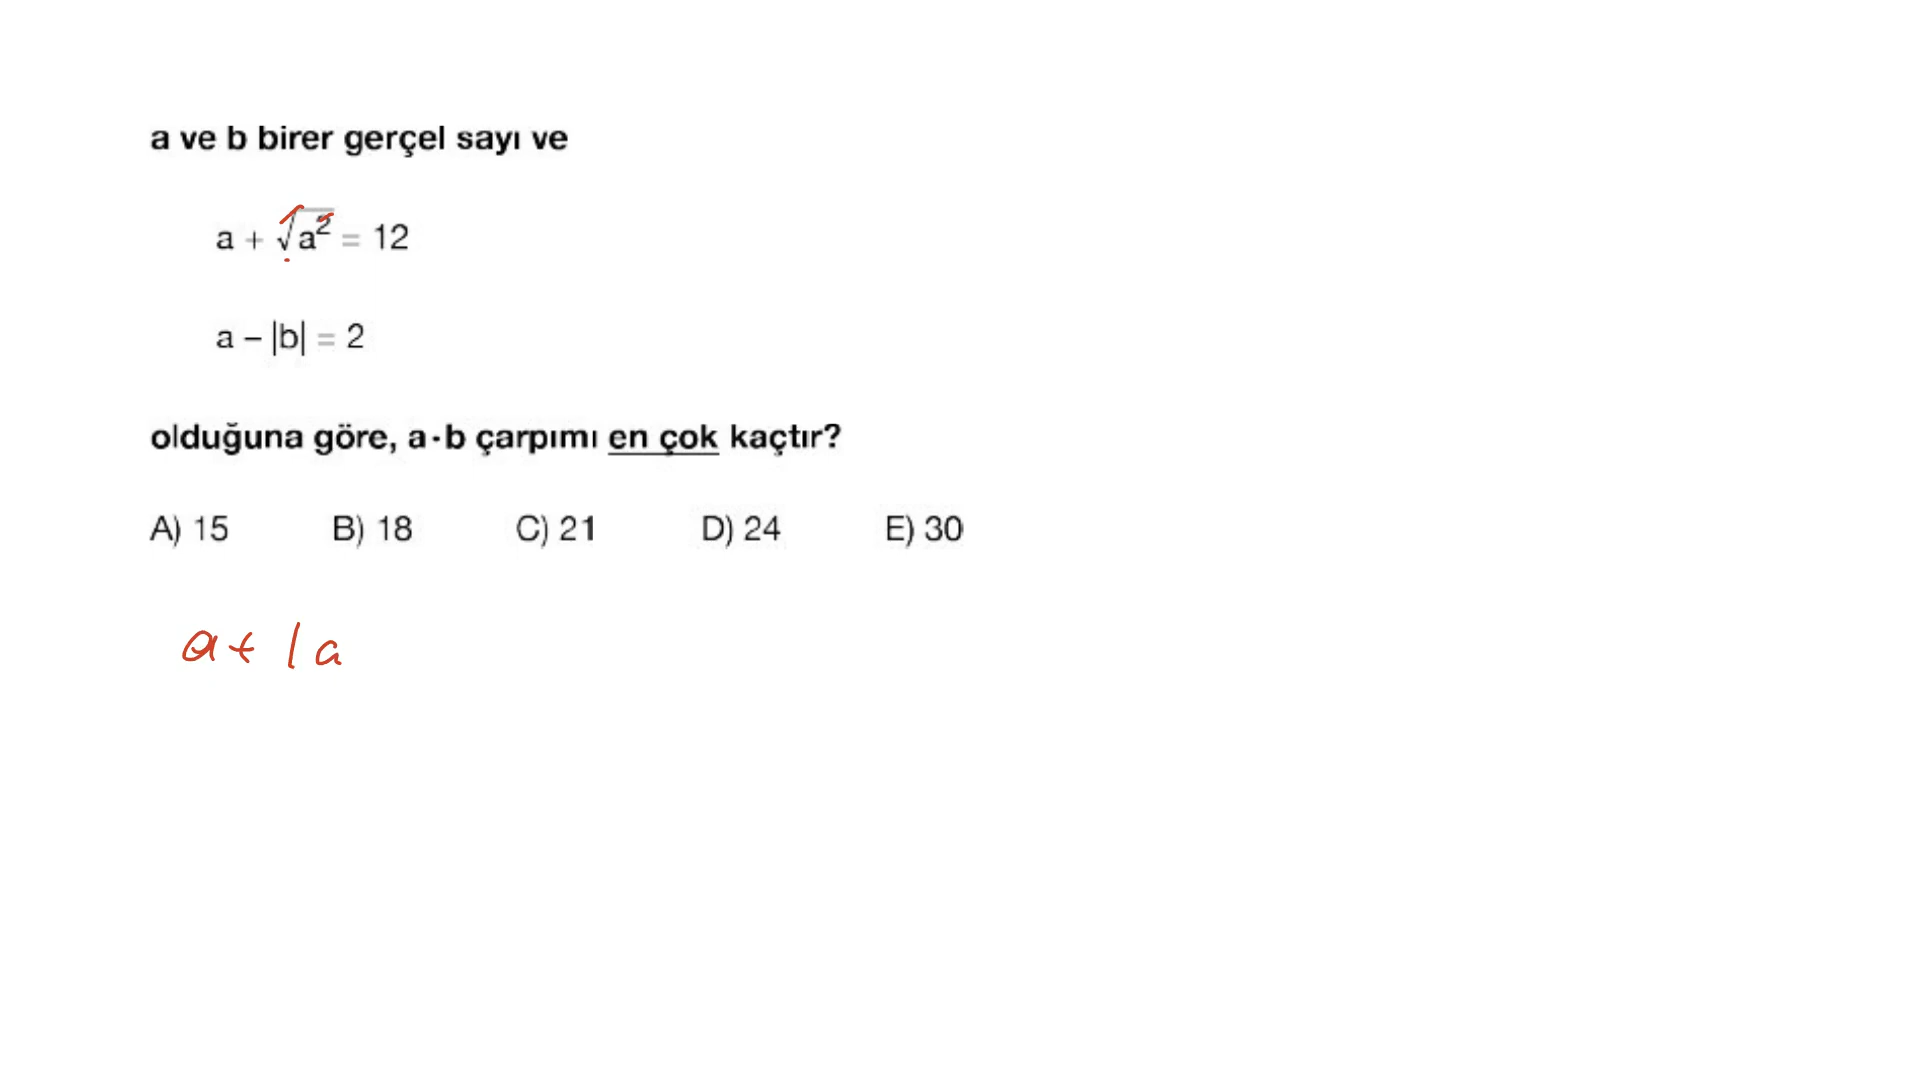 a ve b birer gerçel sayı ve
a + √a² = 12
a – |b| = 2
olduğuna göre, a·b çarpımı en çok kaçtır?
A) 15 B) 18 C) 21 D) 24 E) 30
a + | a